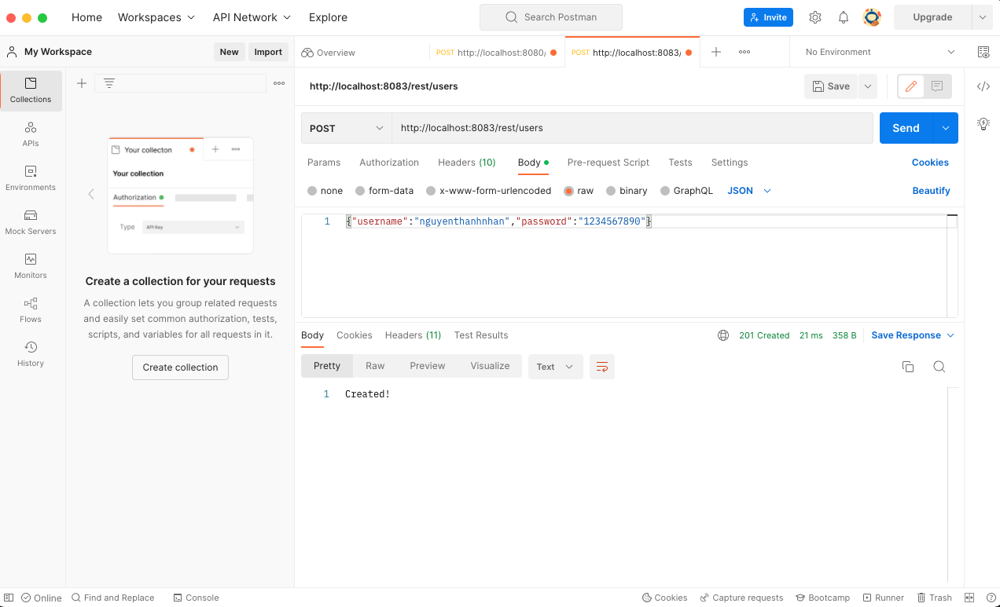 Home Workspaces API Network Explore Search Postman Invite Upgrade
My Workspace New Import Overview POST http://localhost:8080/ POST http://localhost:8083/ No Environment
Collections
APIs
Environments
Mock Servers
Monitors
Flows
History
Your collecton
Your collection
Authorization
Type API Key
Create a collection for your requests
A collection lets you group related requests
and easily set common authorization, tests,
scripts, and variables for all requests in it.
Create collection
http://localhost:8083/rest/users Save
POST http://localhost:8083/rest/users Send
Params Authorization Headers (10) Body Pre-request Script Tests Settings Cookies
none form-data x-www-form-urlencoded raw binary GraphQL JSON Beautify
1 {"username":"nguyenthanhnhan","password":"1234567890"}
Body Cookies Headers (11) Test Results 201 Created 21 ms 358 B Save Response
Pretty Raw Preview Visualize Text
1 Created!
Online Find and Replace Console Cookies Capture requests Bootcamp Runner Trash